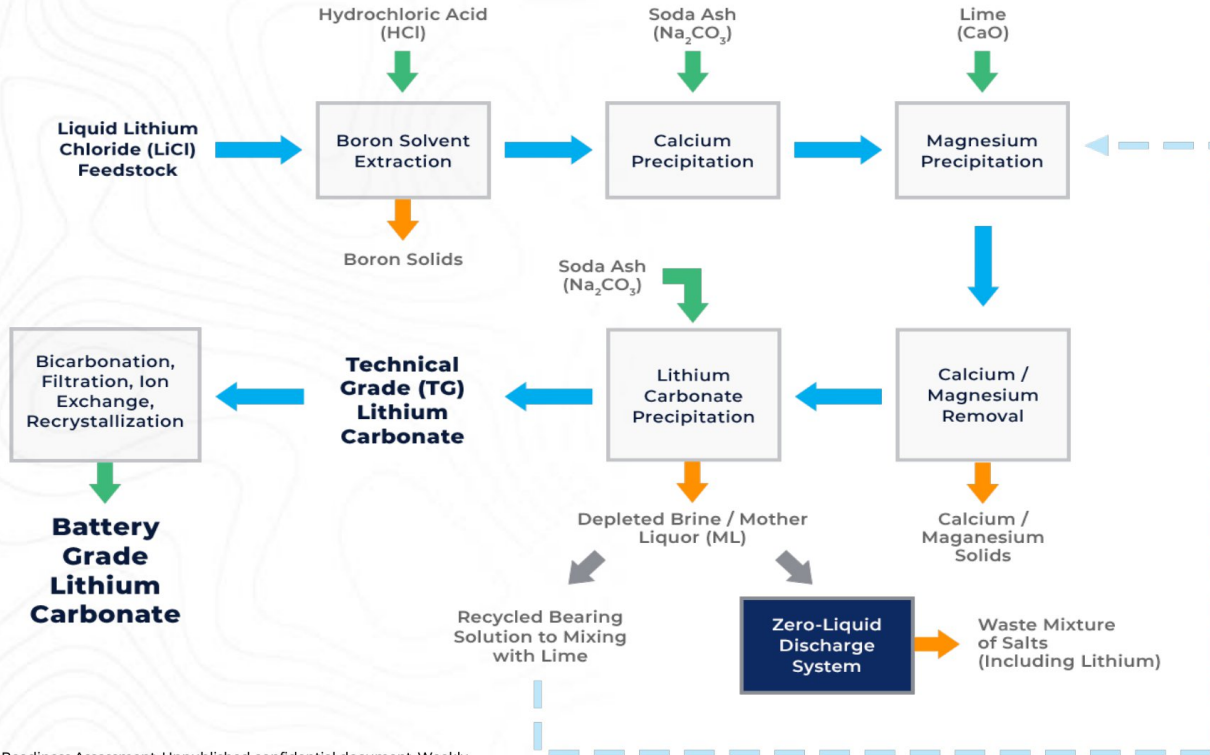 Hydrochloric Acid
(HCl)
Soda Ash
(Na₂CO₃)
Lime
(CaO)
Liquid Lithium
Chloride (LiCl)
Feedstock
Boron Solvent
Extraction
Calcium
Precipitation
Magnesium
Precipitation
Boron Solids
Soda Ash
(Na₂CO₃)
Bicarbonation,
Filtration, Ion
Exchange,
Recrystallization
Technical
Grade (TG)
Lithium
Carbonate
Lithium
Carbonate
Precipitation
Calcium /
Magnesium
Removal
Battery
Grade
Lithium
Carbonate
Depleted Brine / Mother
Liquor (ML)
Calcium /
Maganesium
Solids
Recycled Bearing
Solution to Mixing
with Lime
Zero-Liquid
Discharge
System
Waste Mixture
of Salts
(Including Lithium)